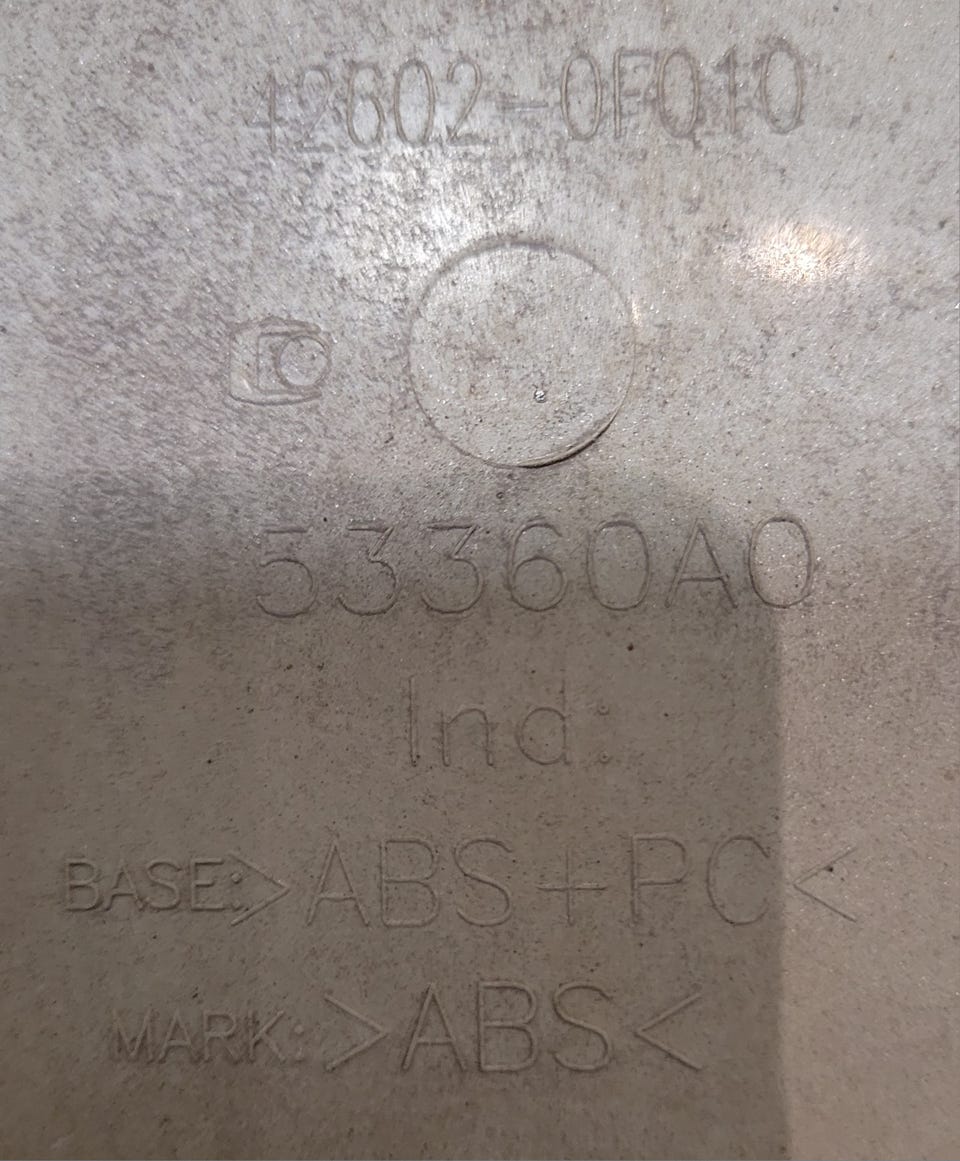 42602-0F010
53360A0
Ind:
BASE:>ABS+PC<
MARK:>ABS<